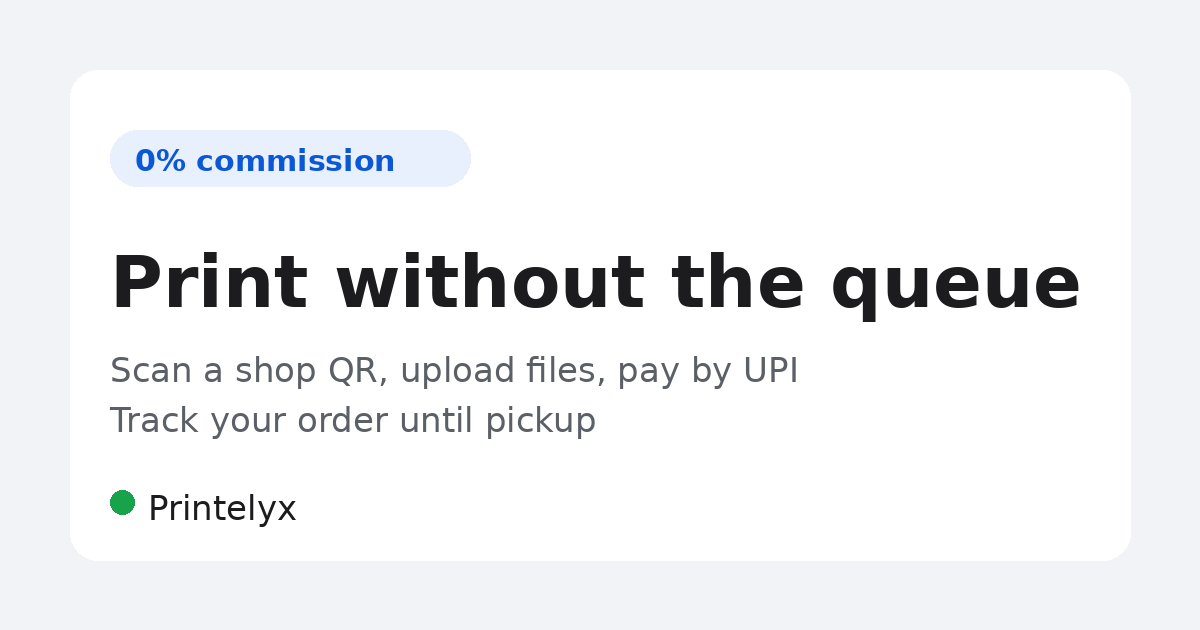 0% commission
Print without the queue
Scan a shop QR, upload files, pay by UPI
Track your order until pickup
Printelyx